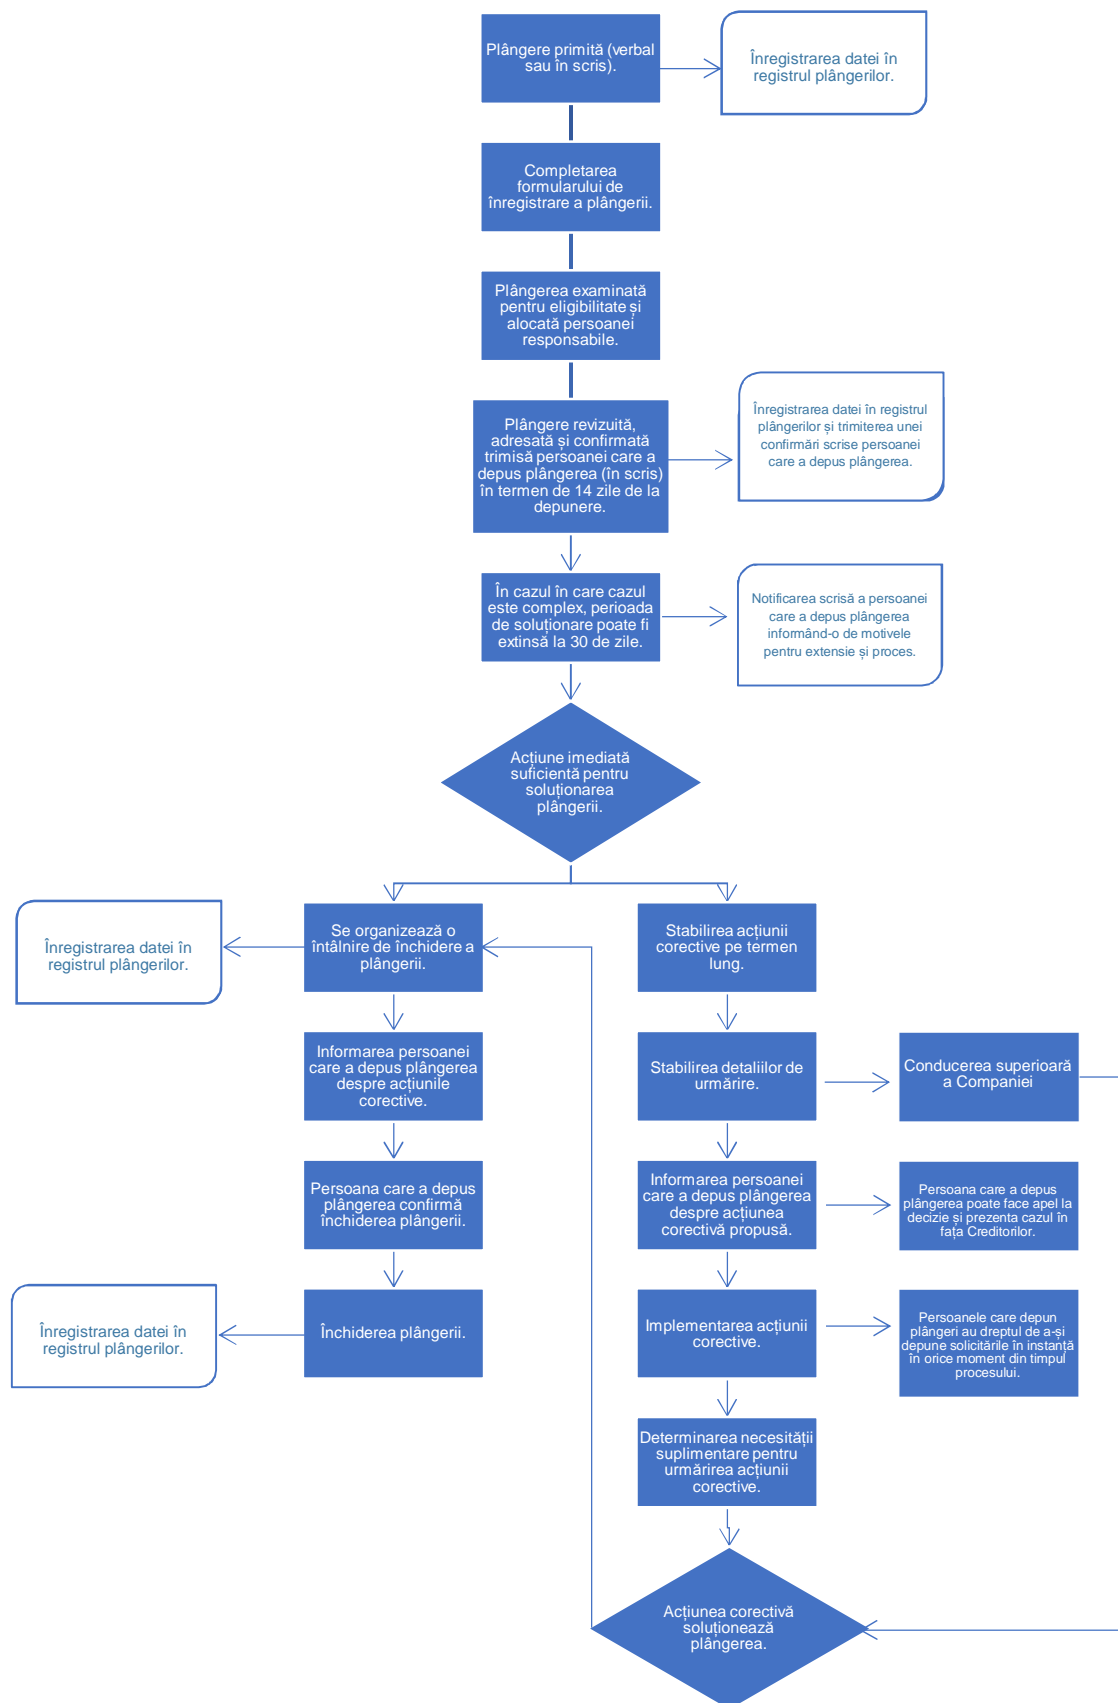 Plângere primită (verbal
sau în scris).
Înregistrarea datei în
registrul plângerilor.
Completarea
formularului de
înregistrare a plângerii.
Plângerea examinată
pentru eligibilitate și
alocată persoanei
responsabile.
Plângere revizuită,
adresată și confirmată
trimisă persoanei care a
depus plângerea (în scris)
în termen de 14 zile de la
depunere.
Înregistrarea datei în registrul
plângerilor și trimiterea unei
confirmări scrise persoanei
care a depus plângerea.
În cazul în care cazul
este complex, perioada
de soluționare poate fi
extinsă la 30 de zile.
Notificarea scrisă a persoanei
care a depus plângerea
informând-o de motivele
pentru extensie și proces.
Acțiune imediată
suficientă pentru
soluționarea
plângerii.
Înregistrarea datei în
registrul plângerilor.
Se organizează o
întâlnire de închidere a
plângerii.
Stabilirea acțiunii
corective pe termen
lung.
Informarea persoanei
care a depus plângerea
despre acțiunile
corective.
Stabilirea detaliilor de
urmărire.
Conducerea superioară
a Companiei
Persoana care a depus
plângerea confirmă
închiderea plângerii.
Informarea persoanei
care a depus plângerea
despre acțiunea
corectivă propusă.
Persoana care a depus
plângerea poate face apel la
decizie și prezenta cazul în
fața Creditorilor.
Înregistrarea datei în
registrul plângerilor.
Închiderea plângerii.
Implementarea acțiunii
corective.
Persoanele care depun
plângeri au dreptul de a-și
depune solicitările în instanță
în orice moment din timpul
procesului.
Determinarea necesității
suplimentare pentru
urmărirea acțiunii
corective.
Acțiunea corectivă
soluționează
plângerea.